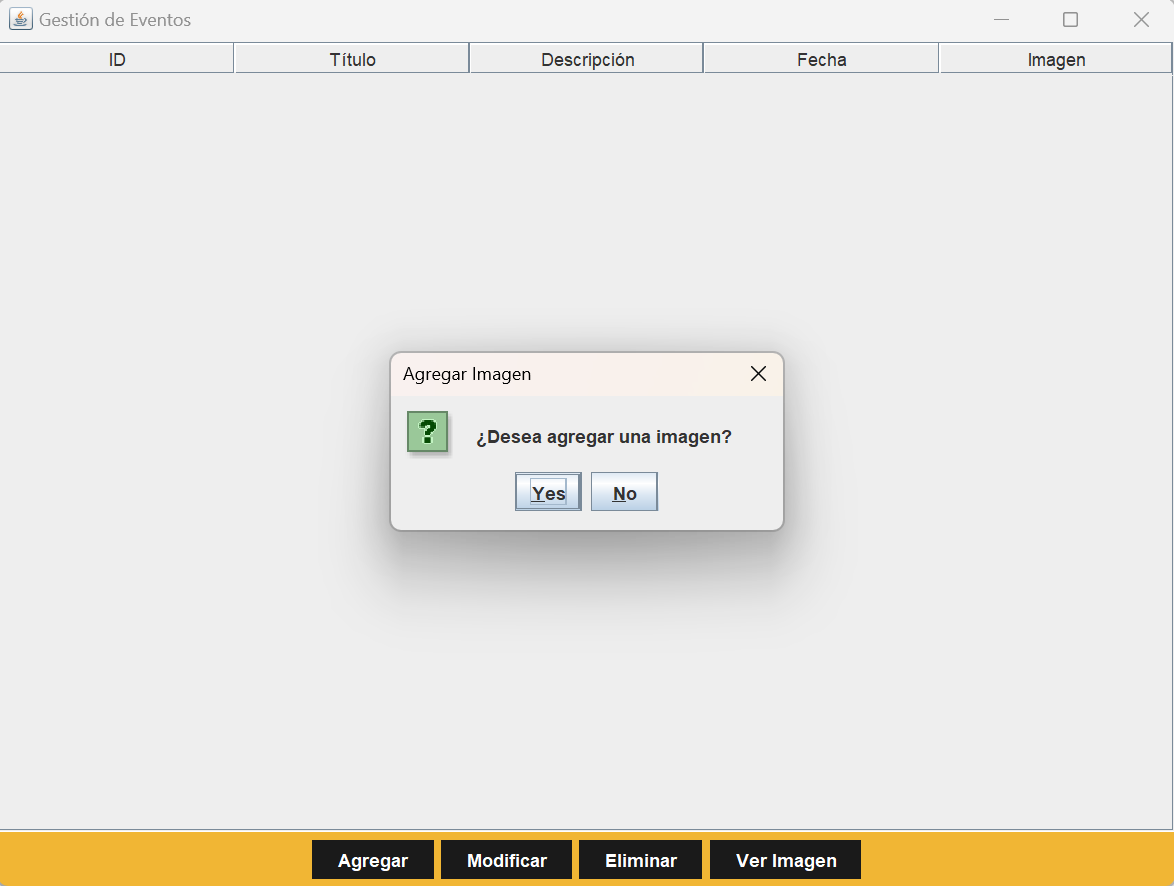 Gestión de Eventos
ID Título Descripción Fecha Imagen
Agregar Imagen
?
¿Desea agregar una imagen?
Yes No
Agregar Modificar Eliminar Ver Imagen